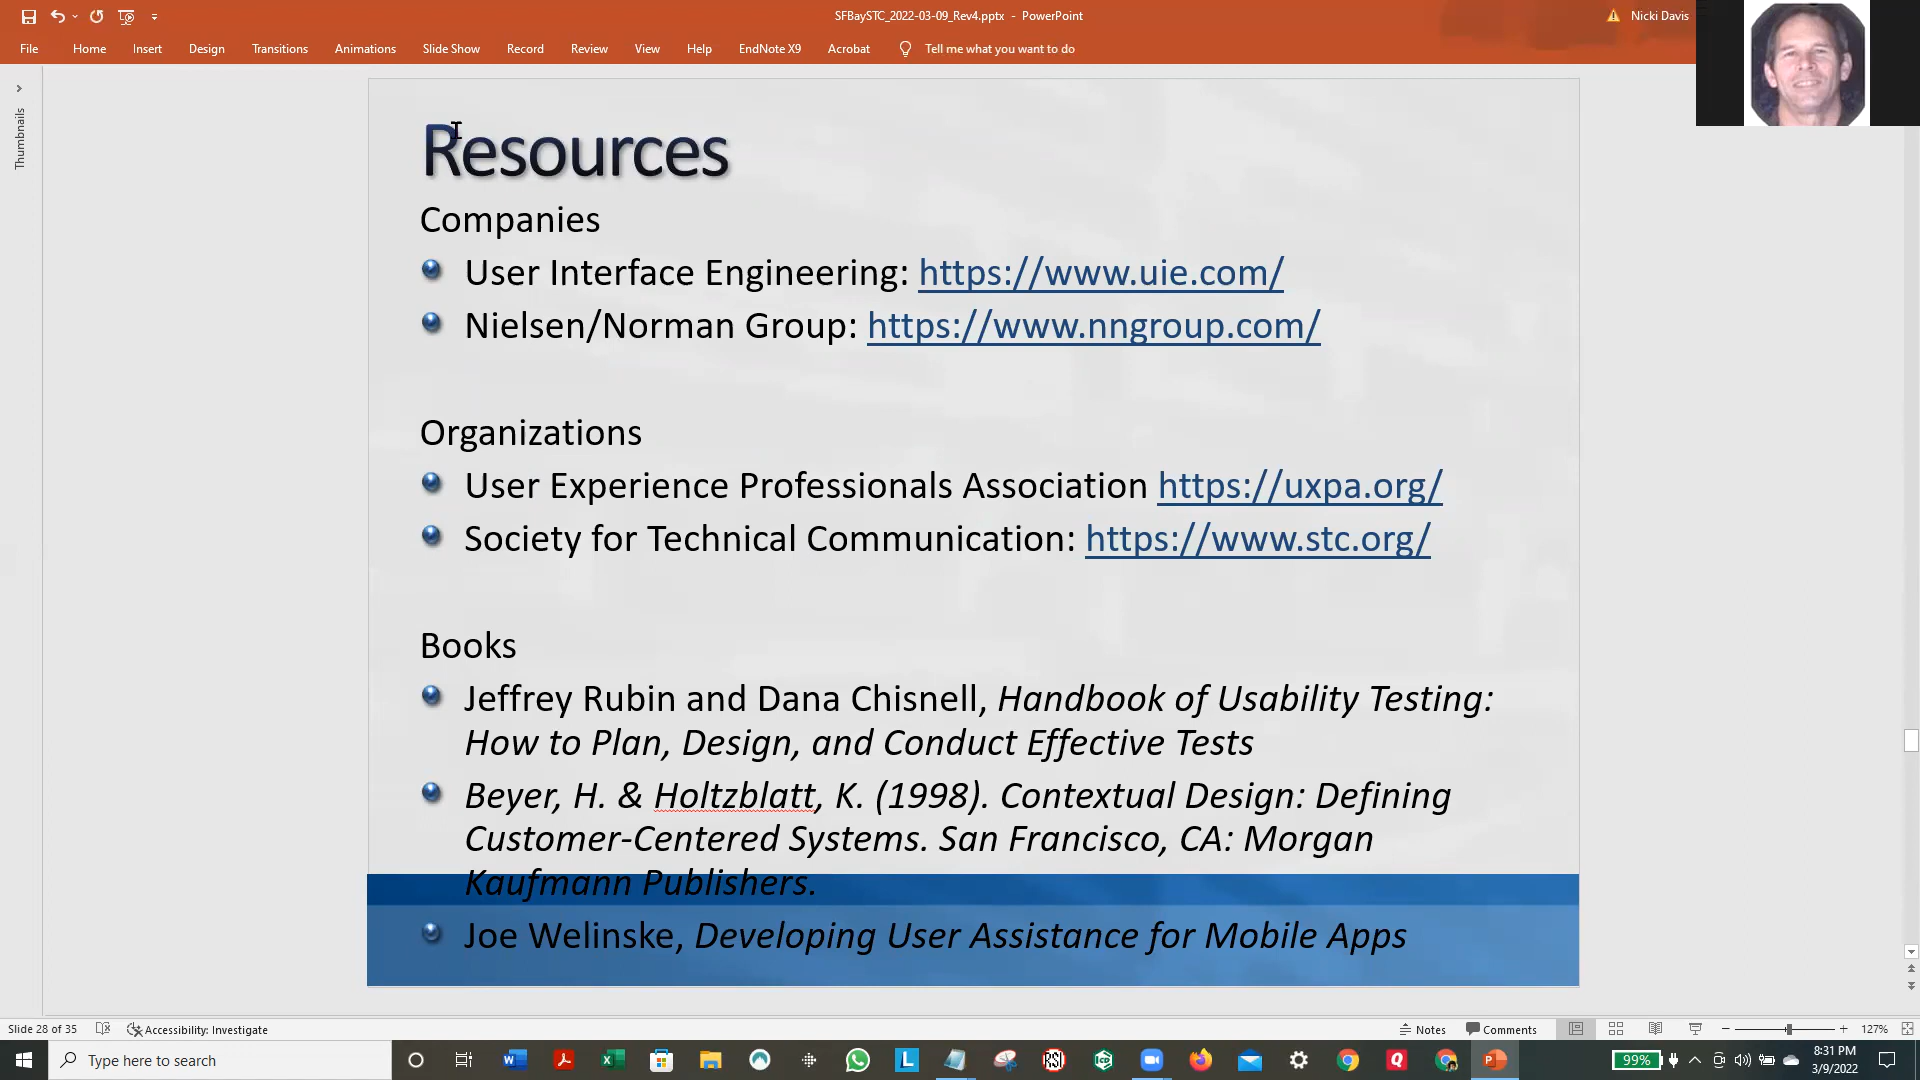 SFBaySTC_2022-03-09_Rev4.pptx - PowerPoint
Nicki Davis
File Home Insert Design Transitions Animations Slide Show Record Review View Help EndNote X9 Acrobat Tell me what you want to do
Thumbnails
Resources
Companies
User Interface Engineering: https://www.uie.com/
Nielsen/Norman Group: https://www.nngroup.com/
Organizations
User Experience Professionals Association https://uxpa.org/
Society for Technical Communication: https://www.stc.org/
Books
Jeffrey Rubin and Dana Chisnell, Handbook of Usability Testing:
How to Plan, Design, and Conduct Effective Tests
Beyer, H. & Holtzblatt, K. (1998). Contextual Design: Defining
Customer-Centered Systems. San Francisco, CA: Morgan
Kaufmann Publishers.
Joe Welinske, Developing User Assistance for Mobile Apps
Slide 28 of 35 Accessibility: Investigate Notes Comments 127%
Type here to search
99%
8:31 PM
3/9/2022